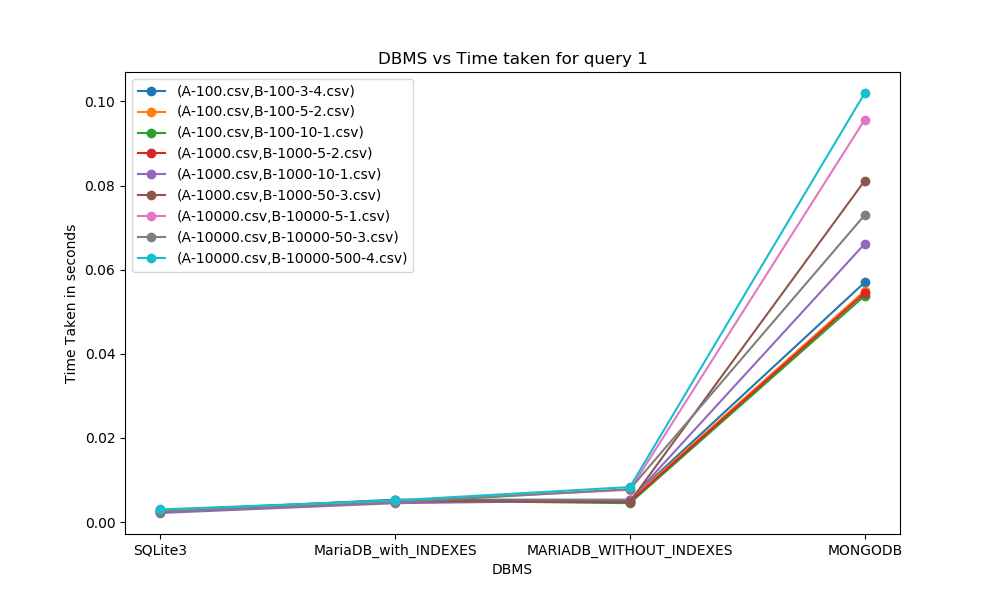 DBMS vs Time taken for query 1
(A-100.csv,B-100-3-4.csv)
(A-100.csv,B-100-5-2.csv)
(A-100.csv,B-100-10-1.csv)
(A-1000.csv,B-1000-5-2.csv)
(A-1000.csv,B-1000-10-1.csv)
(A-1000.csv,B-1000-50-3.csv)
(A-10000.csv,B-10000-5-1.csv)
(A-10000.csv,B-10000-50-3.csv)
(A-10000.csv,B-10000-500-4.csv)
Time Taken in seconds
0.10
0.08
0.06
0.04
0.02
0.00
SQLite3 MariaDB_with_INDEXES MARIADB_WITHOUT_INDEXES MONGODB
DBMS